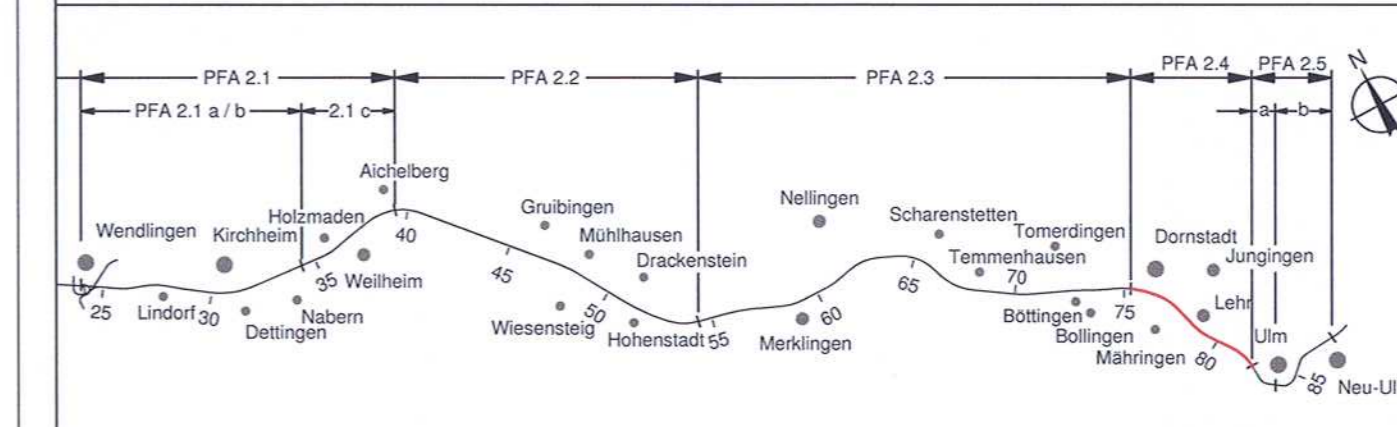 PFA 2.1
PFA 2.2
PFA 2.3
PFA 2.4
PFA 2.5
PFA 2.1 a / b
2.1 c
a
b
N
Aichelberg
Wendlingen
Kirchheim
Holzmaden
Weilheim
Lindorf
Dettingen
Nabern
Gruibingen
Mühlhausen
Drackenstein
Wiesensteig
Hohenstadt
Nellingen
Merklingen
Scharenstetten
Temmenhausen
Tomerdingen
Böttingen
Bollingen
Mähringen
Dornstadt
Jungingen
Lehr
Ulm
Neu-Ul
25
30
35
40
45
50
55
60
65
70
75
80
85